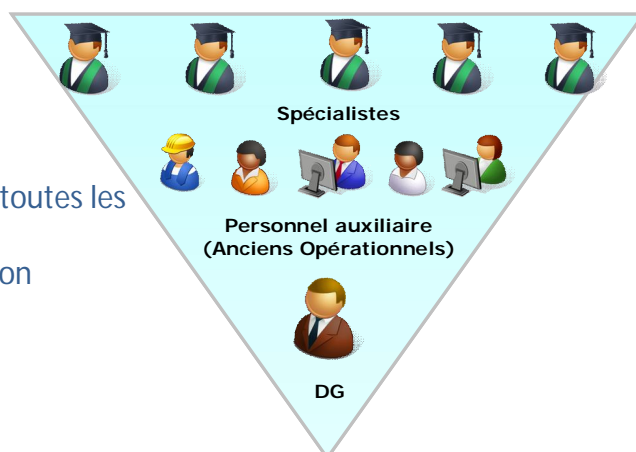 Spécialistes
toutes les
Personnel auxiliaire
(Anciens Opérationnels)
on
DG